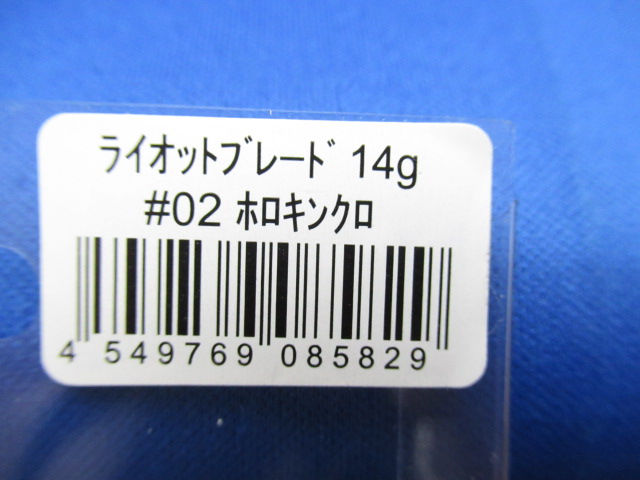 ﾗｲｵｯﾄﾌﾞﾚｰﾄﾞ 14g
#02 ﾎﾛｷﾝｸﾛ
4 549769 085829